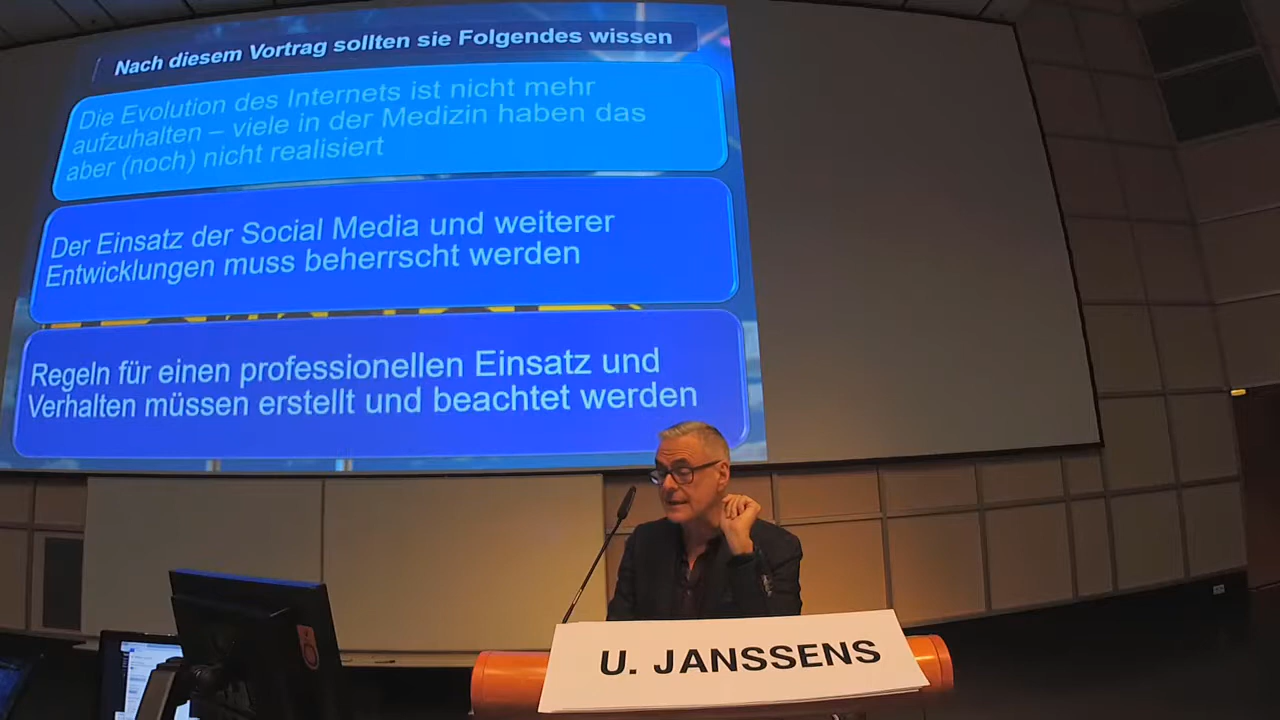 Nach diesem Vortrag sollten sie Folgendes wissen
Die Evolution des Internets ist nicht mehr
aufzuhalten – viele in der Medizin haben das
aber (noch) nicht realisiert
Der Einsatz der Social Media und weiterer
Entwicklungen muss beherrscht werden
Regeln für einen professionellen Einsatz und
Verhalten müssen erstellt und beachtet werden
U. JANSSENS